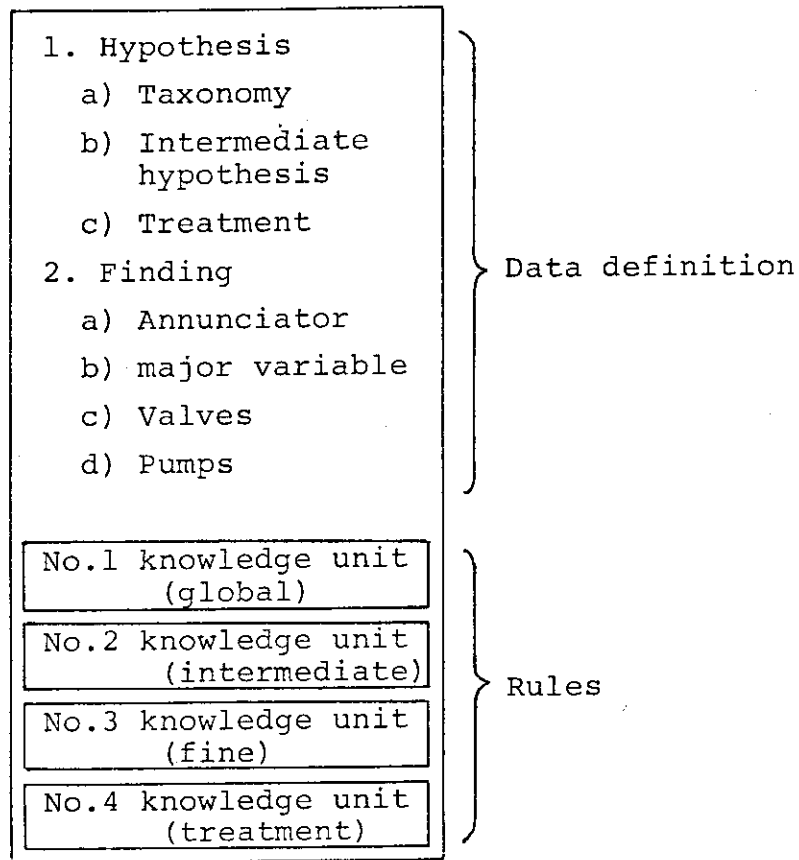 1. Hypothesis
a) Taxonomy
b) Intermediate
hypothesis
c) Treatment
2. Finding
a) Annunciator
b) major variable
c) Valves
d) Pumps
Data definition
No.1 knowledge unit
(global)
No.2 knowledge unit
(intermediate)
No.3 knowledge unit
(fine)
No.4 knowledge unit
(treatment)
Rules